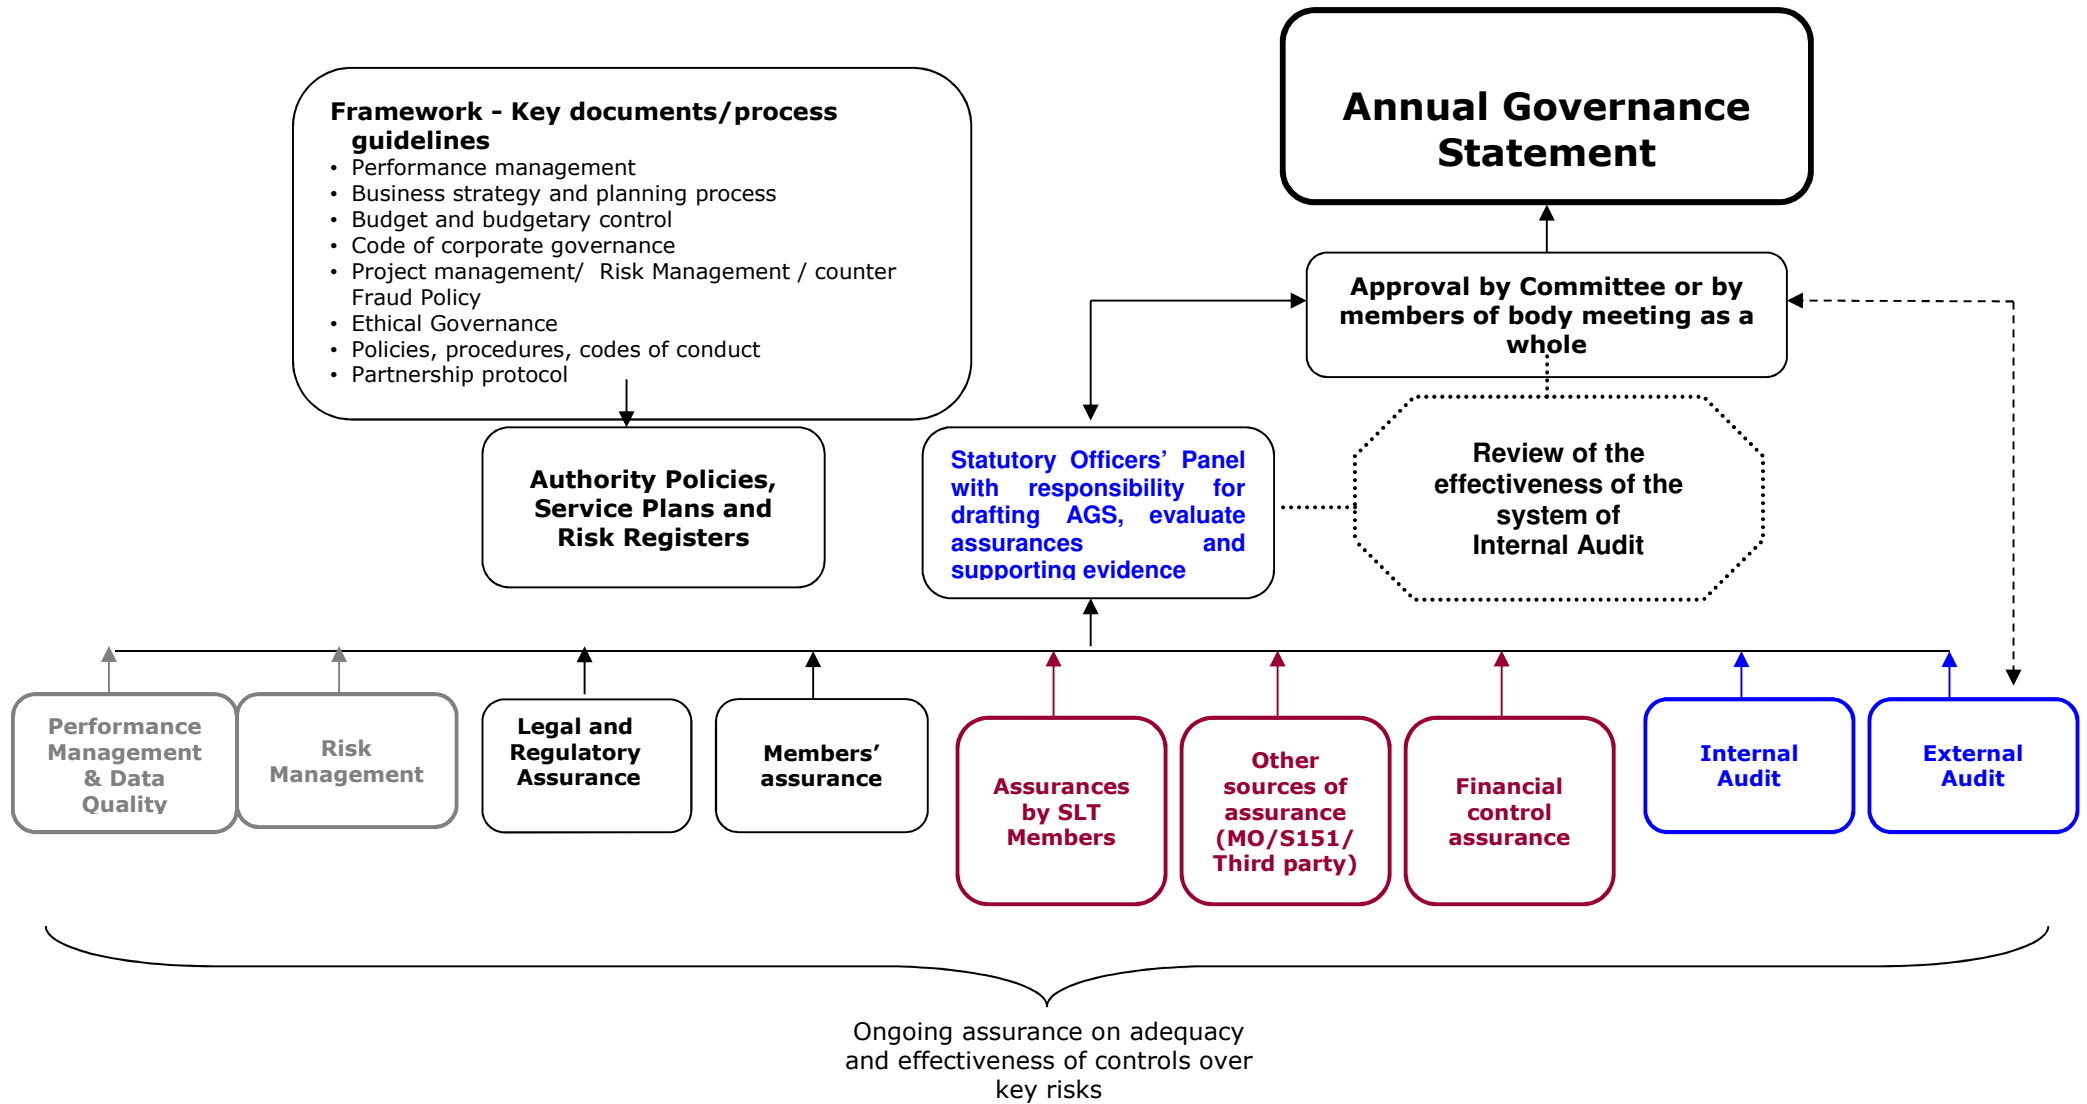 Annual Governance
Statement
Framework - Key documents/process
guidelines
• Performance management
• Business strategy and planning process
• Budget and budgetary control
• Code of corporate governance
• Project management/ Risk Management / counter
Fraud Policy
• Ethical Governance
• Policies, procedures, codes of conduct
• Partnership protocol
Approval by Committee or by
members of body meeting as a
whole
Authority Policies,
Service Plans and
Risk Registers
Statutory Officers’ Panel
with responsibility for
drafting AGS, evaluate
assurances and
supporting evidence
Review of the
effectiveness of the
system of
Internal Audit
Performance
Management
& Data
Quality
Risk
Management
Legal and
Regulatory
Assurance
Members’
assurance
Assurances
by SLT
Members
Other
sources of
assurance
(MO/S151/
Third party)
Financial
control
assurance
Internal
Audit
External
Audit
Ongoing assurance on adequacy
and effectiveness of controls over
key risks